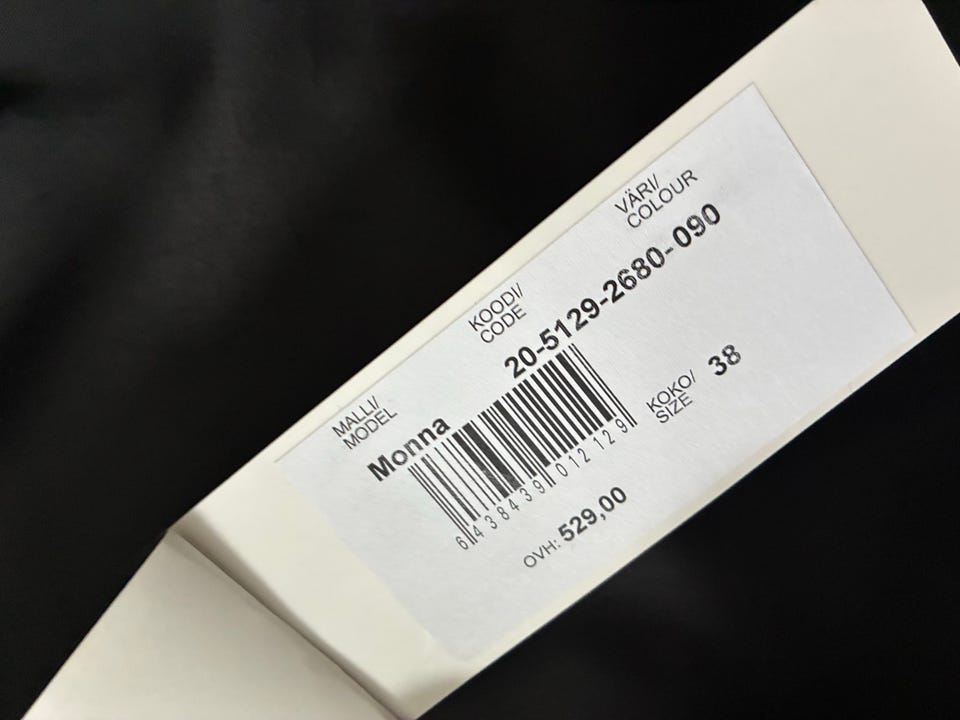 MALLI/
MODEL
Monna
KOODI/
CODE
20-5129-2680-090
VÄRI/
COLOUR
6 438439 012129
KOKO/
SIZE
38
OVH: 529,00